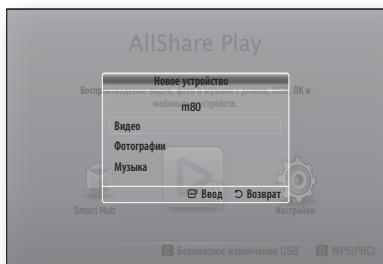 AllShare Play
Новое устройство
Воспроизведение видео, фото и музыки с дисков, USB, ПК и
мобильных устройств.
m80
Видео
Фотографии
Музыка
Ввод Возврат
Smart Hub
Настройки
C Безопасное извлечение USB D WPS(PBC)